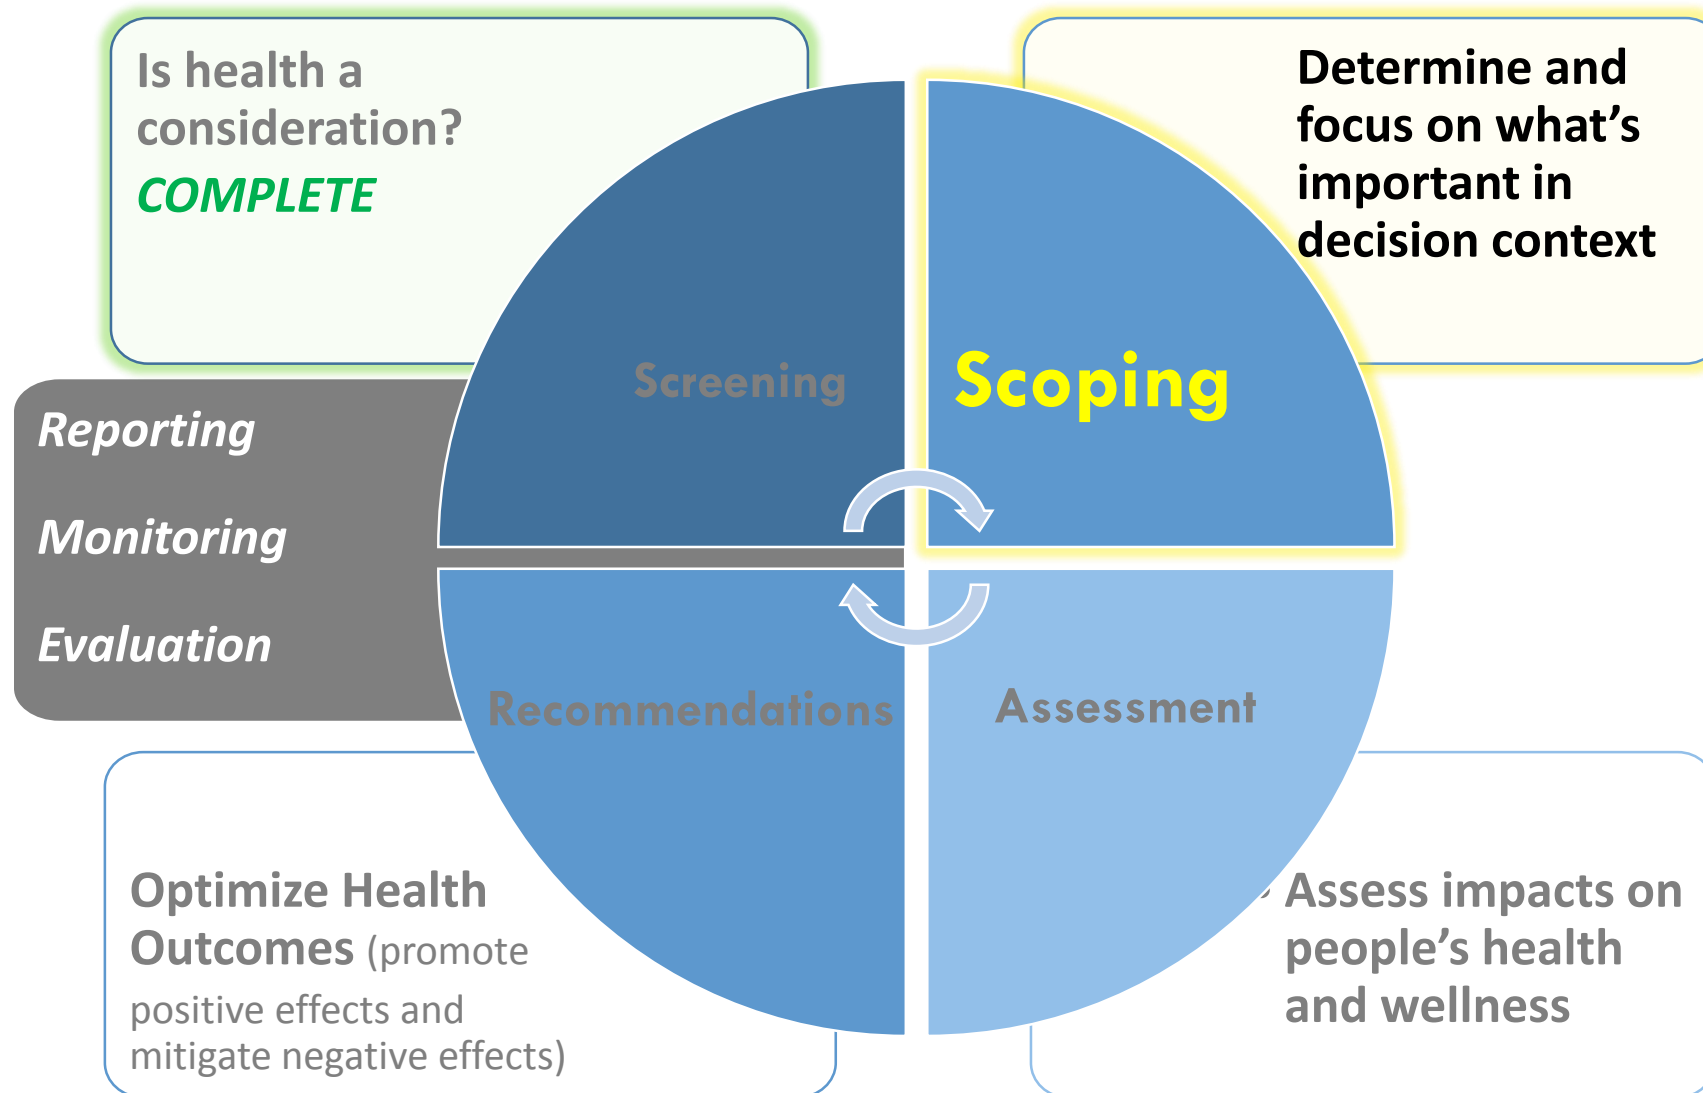 Is health a
consideration?
COMPLETE
Determine and
focus on what’s
important in
decision context
Screening
Scoping
Reporting
Monitoring
Evaluation
Recommendations
Assessment
Optimize Health
Outcomes (promote
positive effects and
mitigate negative effects)
• Assess impacts on
people’s health
and wellness